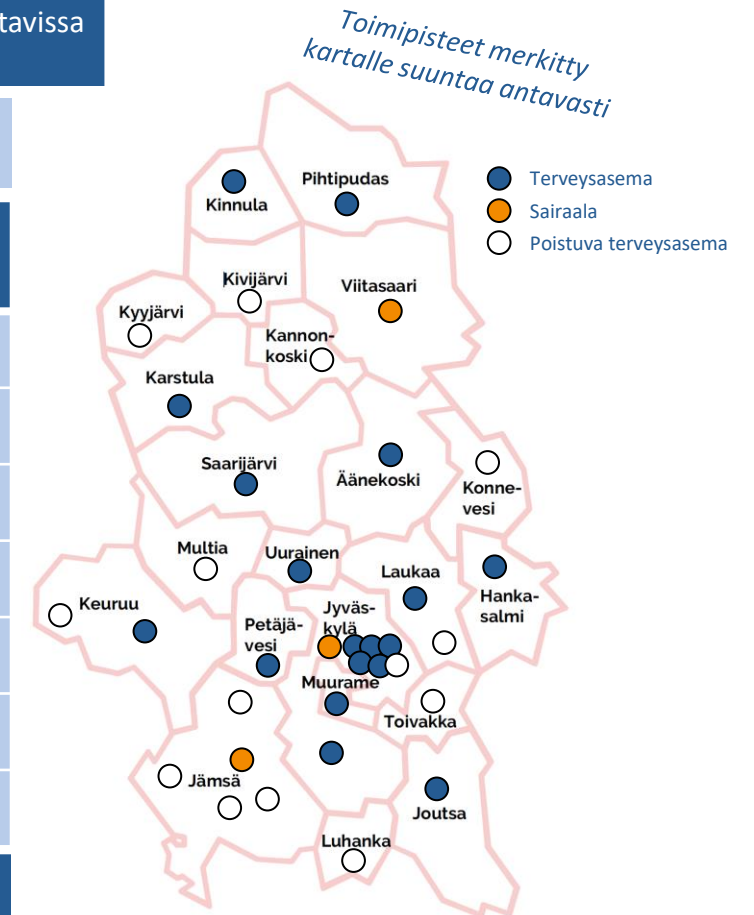 tavissa
Toimipisteet merkitty
kartalle suuntaa antavasti
Terveysasema
Sairaala
Poistuva terveysasema
Pihtipudas
Kinnula
Kivijärvi
Viitasaari
Kyyjärvi
Kannon-
koski
Karstula
Saarijärvi
Äänekoski
Konne-
vesi
Multia
Uurainen
Laukaa
Hanka-
salmi
Keuruu
Petäjä-
vesi
Jyväs-
kylä
Muurame
Toivakka
Jämsä
Joutsa
Luhanka